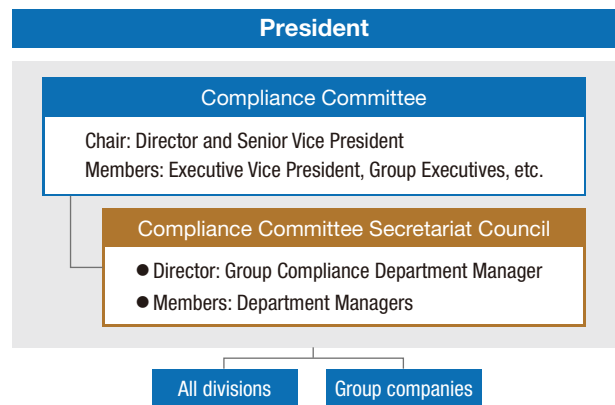 President
Compliance Committee
Chair: Director and Senior Vice President
Members: Executive Vice President, Group Executives, etc.
Compliance Committee Secretariat Council
● Director: Group Compliance Department Manager
● Members: Department Managers
All divisions
Group companies